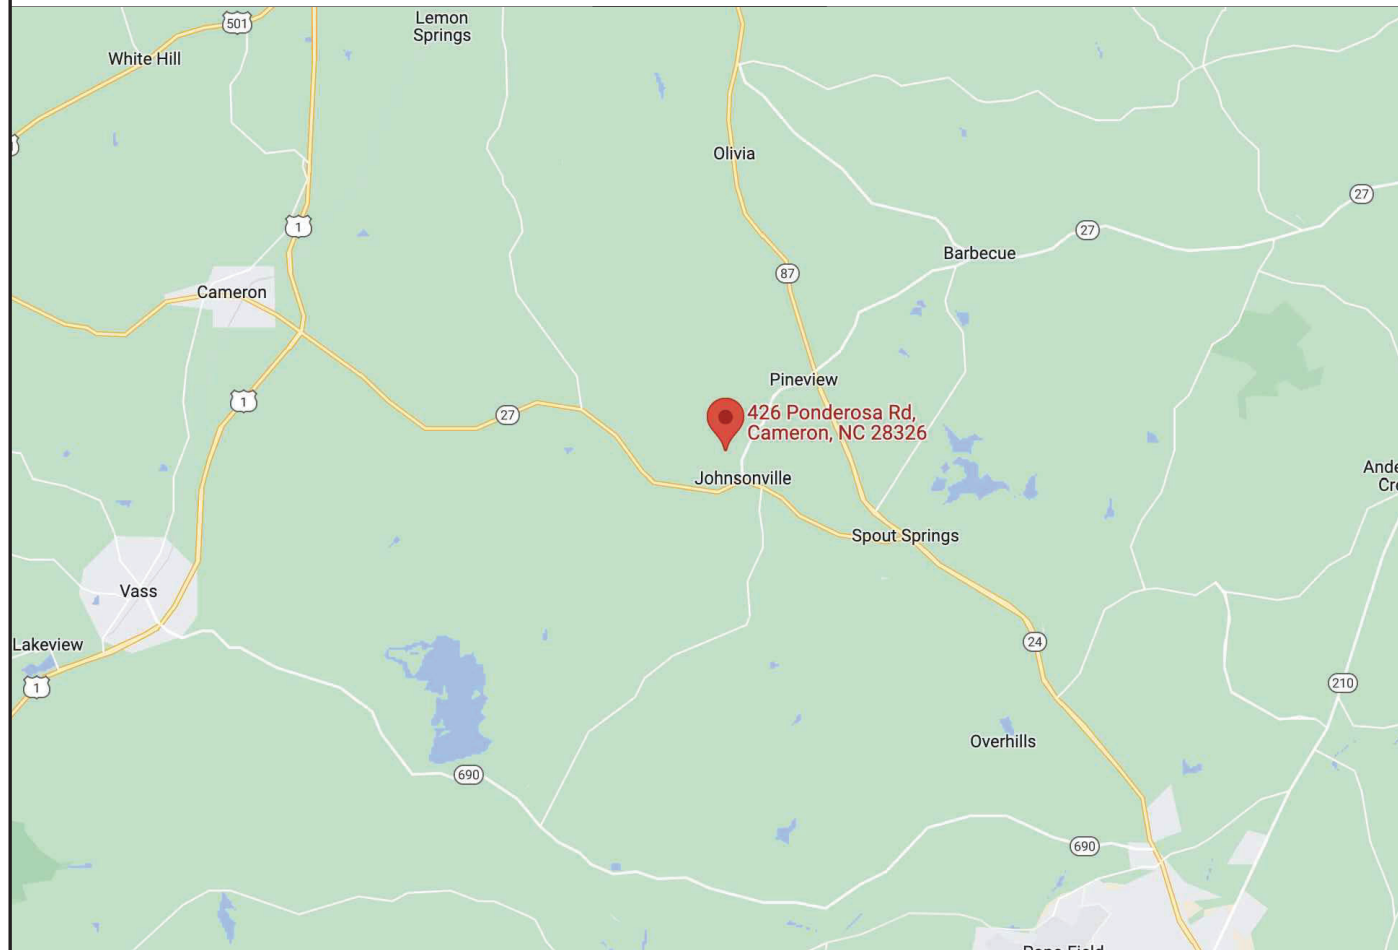 501
Lemon
Springs
White Hill
Olivia
27
1
27
Barbecue
87
Cameron
Pineview
1
27
426 Ponderosa Rd,
Cameron, NC 28326
Johnsonville
Spout Springs
Vass
Lakeview
24
1
210
Overhills
690
690